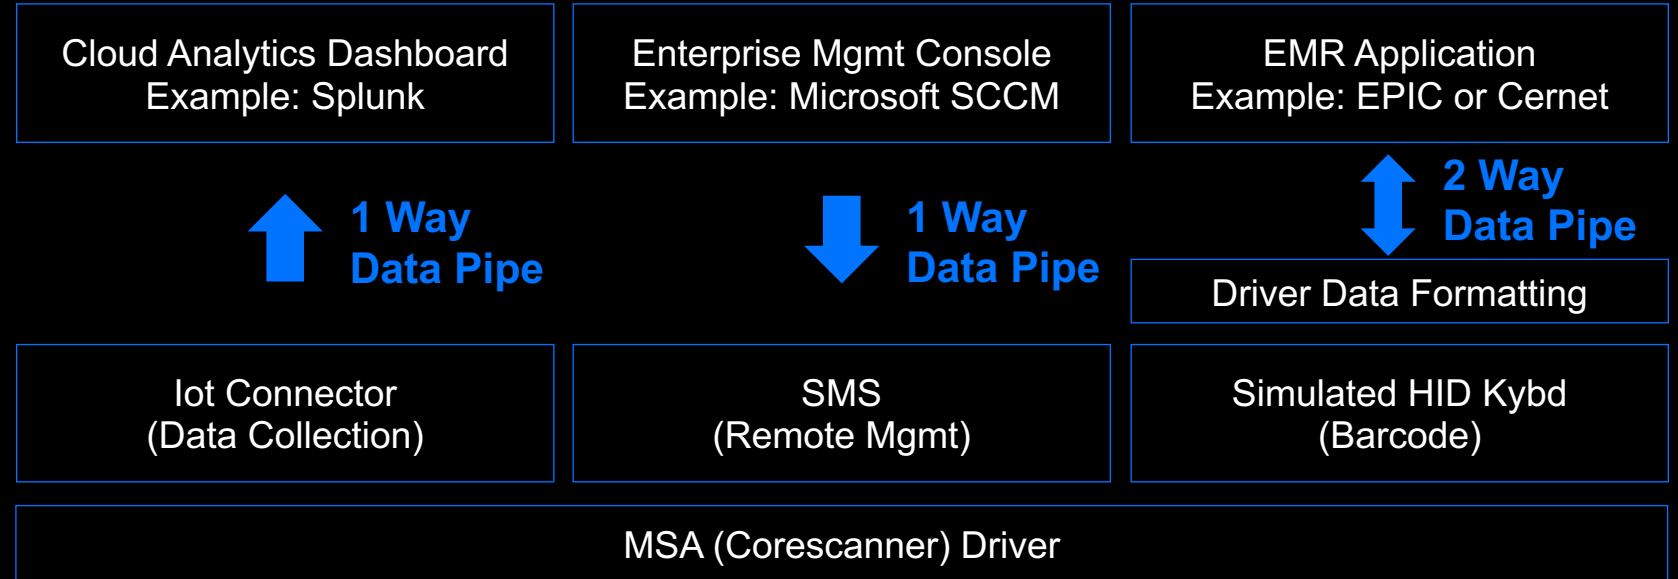 Cloud Analytics Dashboard
Example: Splunk
Enterprise Mgmt Console
Example: Microsoft SCCM
EMR Application
Example: EPIC or Cernet
1 Way
Data Pipe
1 Way
Data Pipe
2 Way
Data Pipe
Driver Data Formatting
Iot Connector
(Data Collection)
SMS
(Remote Mgmt)
Simulated HID Kybd
(Barcode)
MSA (Corescanner) Driver